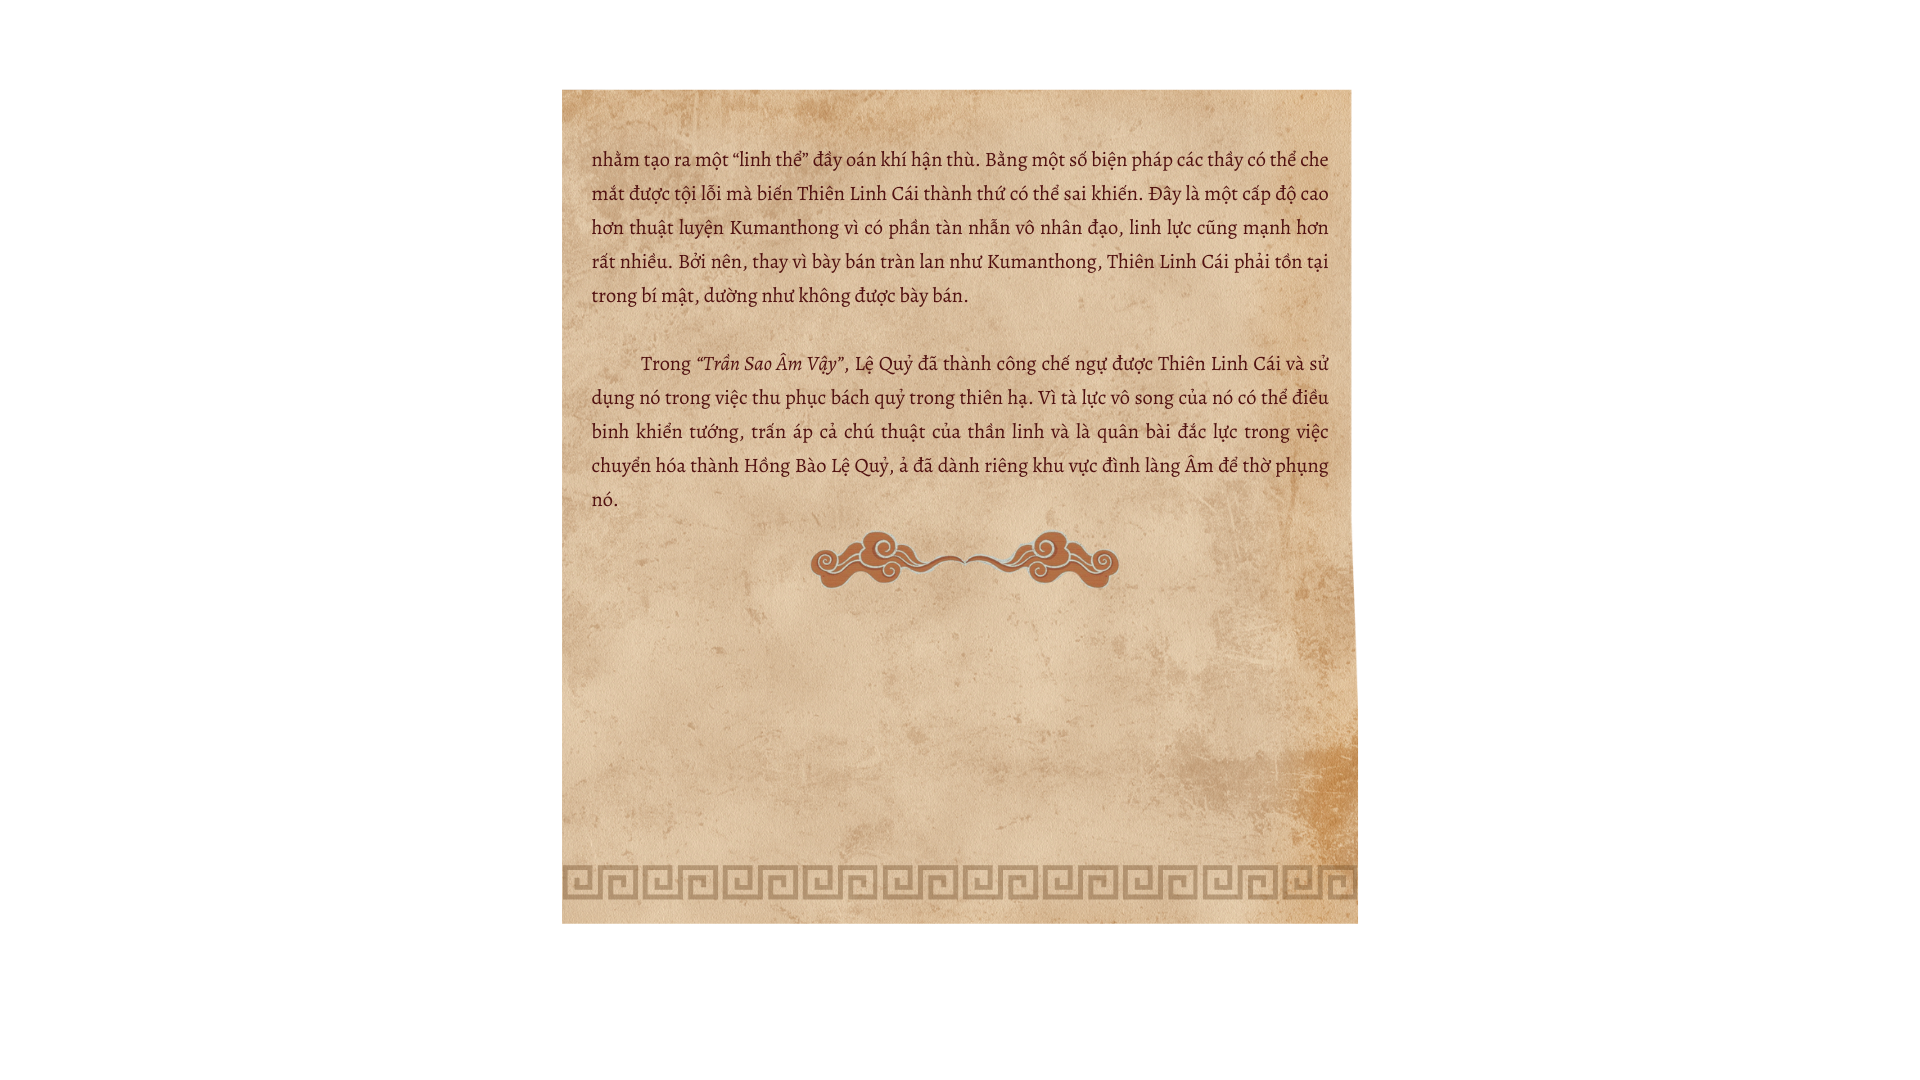 nhằm tạo ra một “linh thể” đầy oán khí hận thù. Bằng một số biện pháp các thầy có thể che
mắt được tội lỗi mà biến Thiên Linh Cái thành thứ có thể sai khiến. Đây là một cấp độ cao
hơn thuật luyện Kumanthong vì có phần tàn nhẫn vô nhân đạo, linh lực cũng mạnh hơn
rất nhiều. Bởi nên, thay vì bày bán tràn lan như Kumanthong, Thiên Linh Cái phải tồn tại
trong bí mật, dường như không được bày bán.
Trong “Trần Sao Âm Vậy”, Lệ Quỷ đã thành công chế ngự được Thiên Linh Cái và sử
dụng nó trong việc thu phục bách quỷ trong thiên hạ. Vì tà lực vô song của nó có thể điều
binh khiển tướng, trấn áp cả chú thuật của thần linh và là quân bài đắc lực trong việc
chuyển hóa thành Hồng Bào Lệ Quỷ, ả đã dành riêng khu vực đình làng Âm để thờ phụng
nó.